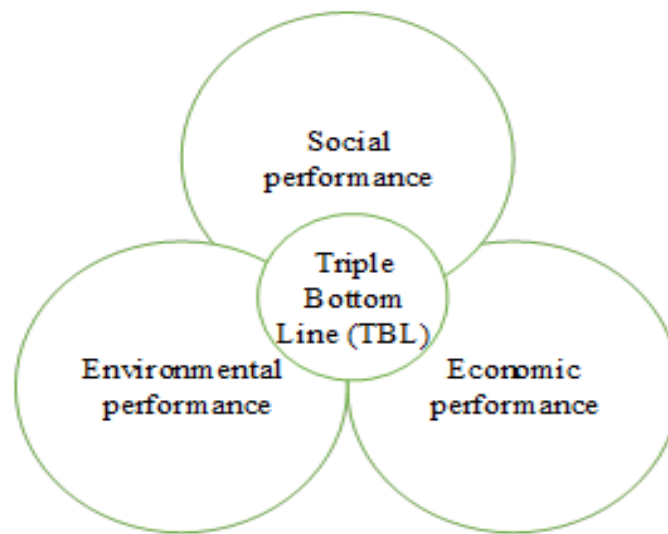 Social
performance
Triple
Bottom
Line (TBL)
Environmental
performance
Economic
performance